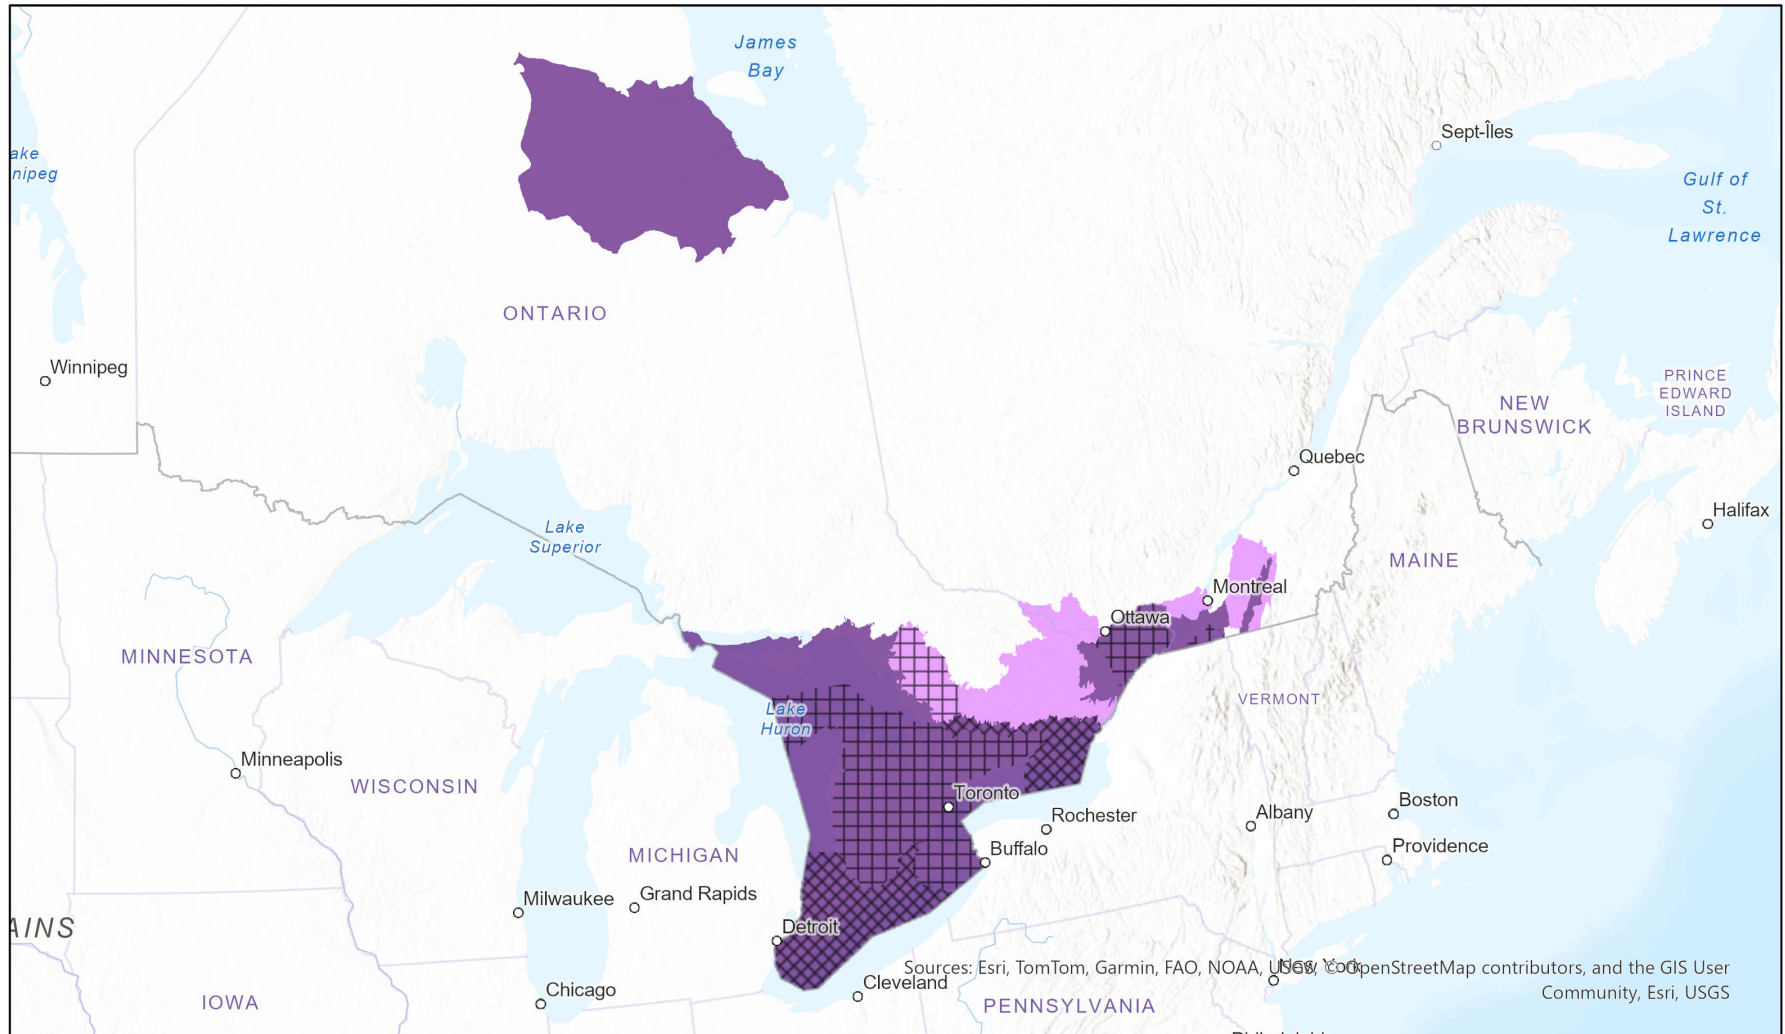 James
Bay
Sept-Îles
ake
nipeg
Gulf of
St.
Lawrence
ONTARIO
Winnipeg
PRINCE
EDWARD
ISLAND
NEW
BRUNSWICK
Quebec
Halifax
Lake
Superior
MAINE
Montreal
Ottawa
MINNESOTA
VERMONT
Lake
Huron
Minneapolis
WISCONSIN
Toronto
Boston
Rochester
Albany
Providence
Buffalo
MICHIGAN
Grand Rapids
Milwaukee
Detroit
AINS
Sources: Esri, TomTom, Garmin, FAO, NOAA, USGS, © OpenStreetMap contributors, and the GIS User
Community, Esri, USGS
New York
Cleveland
Chicago
IOWA
PENNSYLVANIA